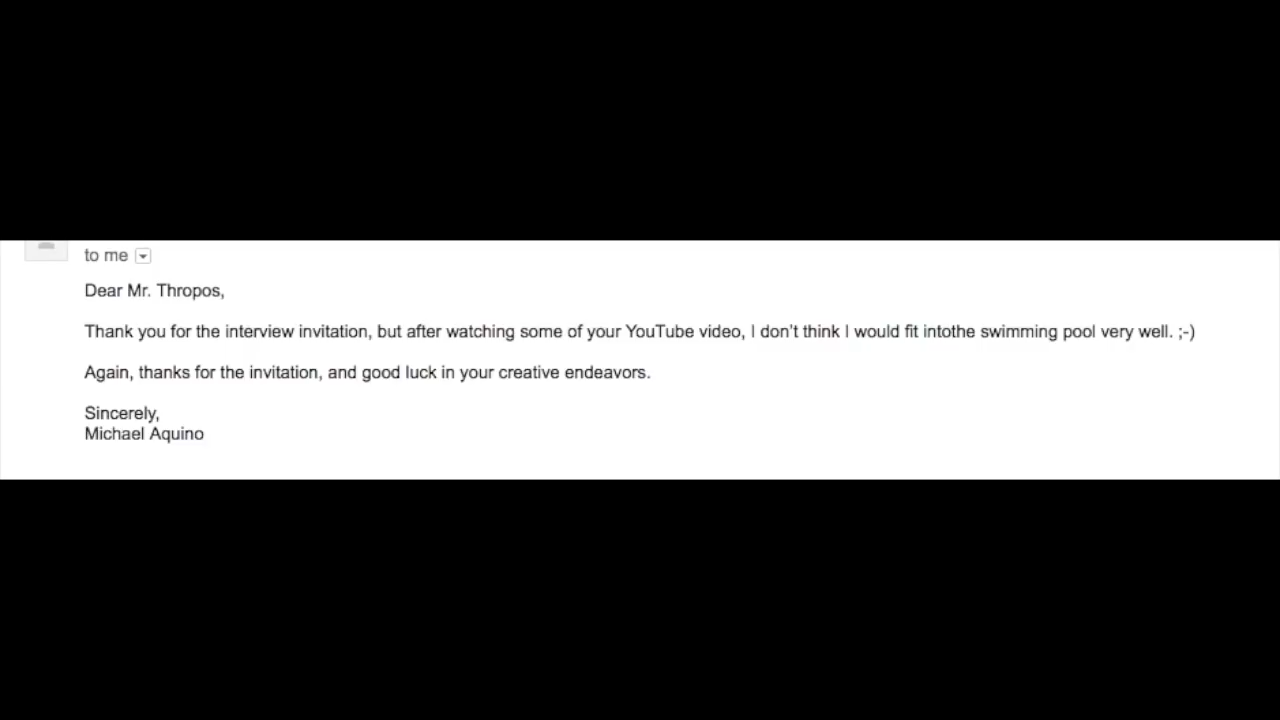 to me
Dear Mr. Thropos,
Thank you for the interview invitation, but after watching some of your YouTube video, I don’t think I would fit intothe swimming pool very well. ;-)
Again, thanks for the invitation, and good luck in your creative endeavors.
Sincerely,
Michael Aquino